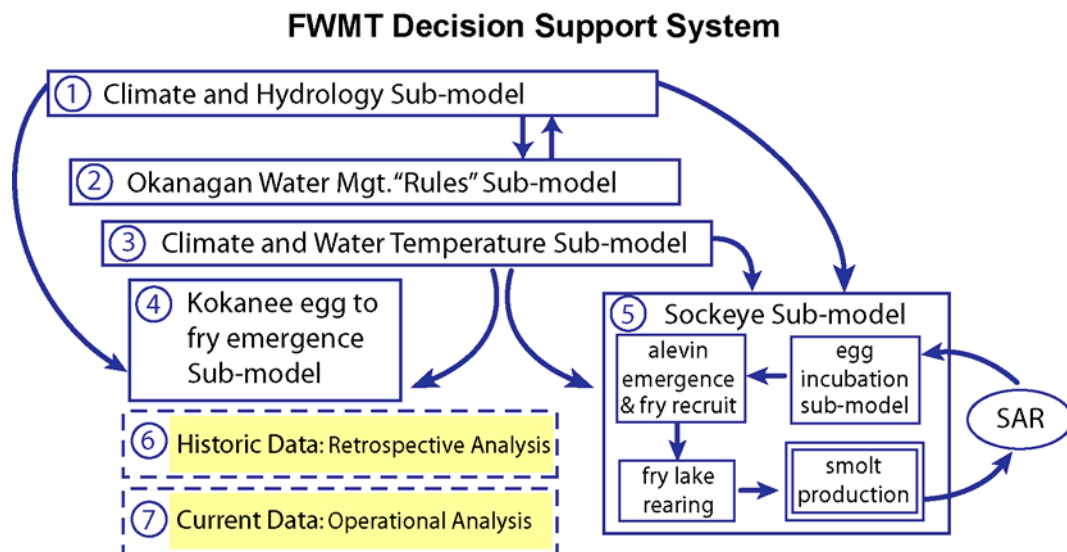 FWMT Decision Support System
1 Climate and Hydrology Sub-model
2 Okanagan Water Mgt. "Rules" Sub-model
3 Climate and Water Temperature Sub-model
4 Kokanee egg to
fry emergence
Sub-model
5 Sockeye Sub-model
alevin
emergence
& fry recruit
egg
incubation
sub-model
SAR
fry lake
rearing
smolt
production
6 Historic Data: Retrospective Analysis
7 Current Data: Operational Analysis